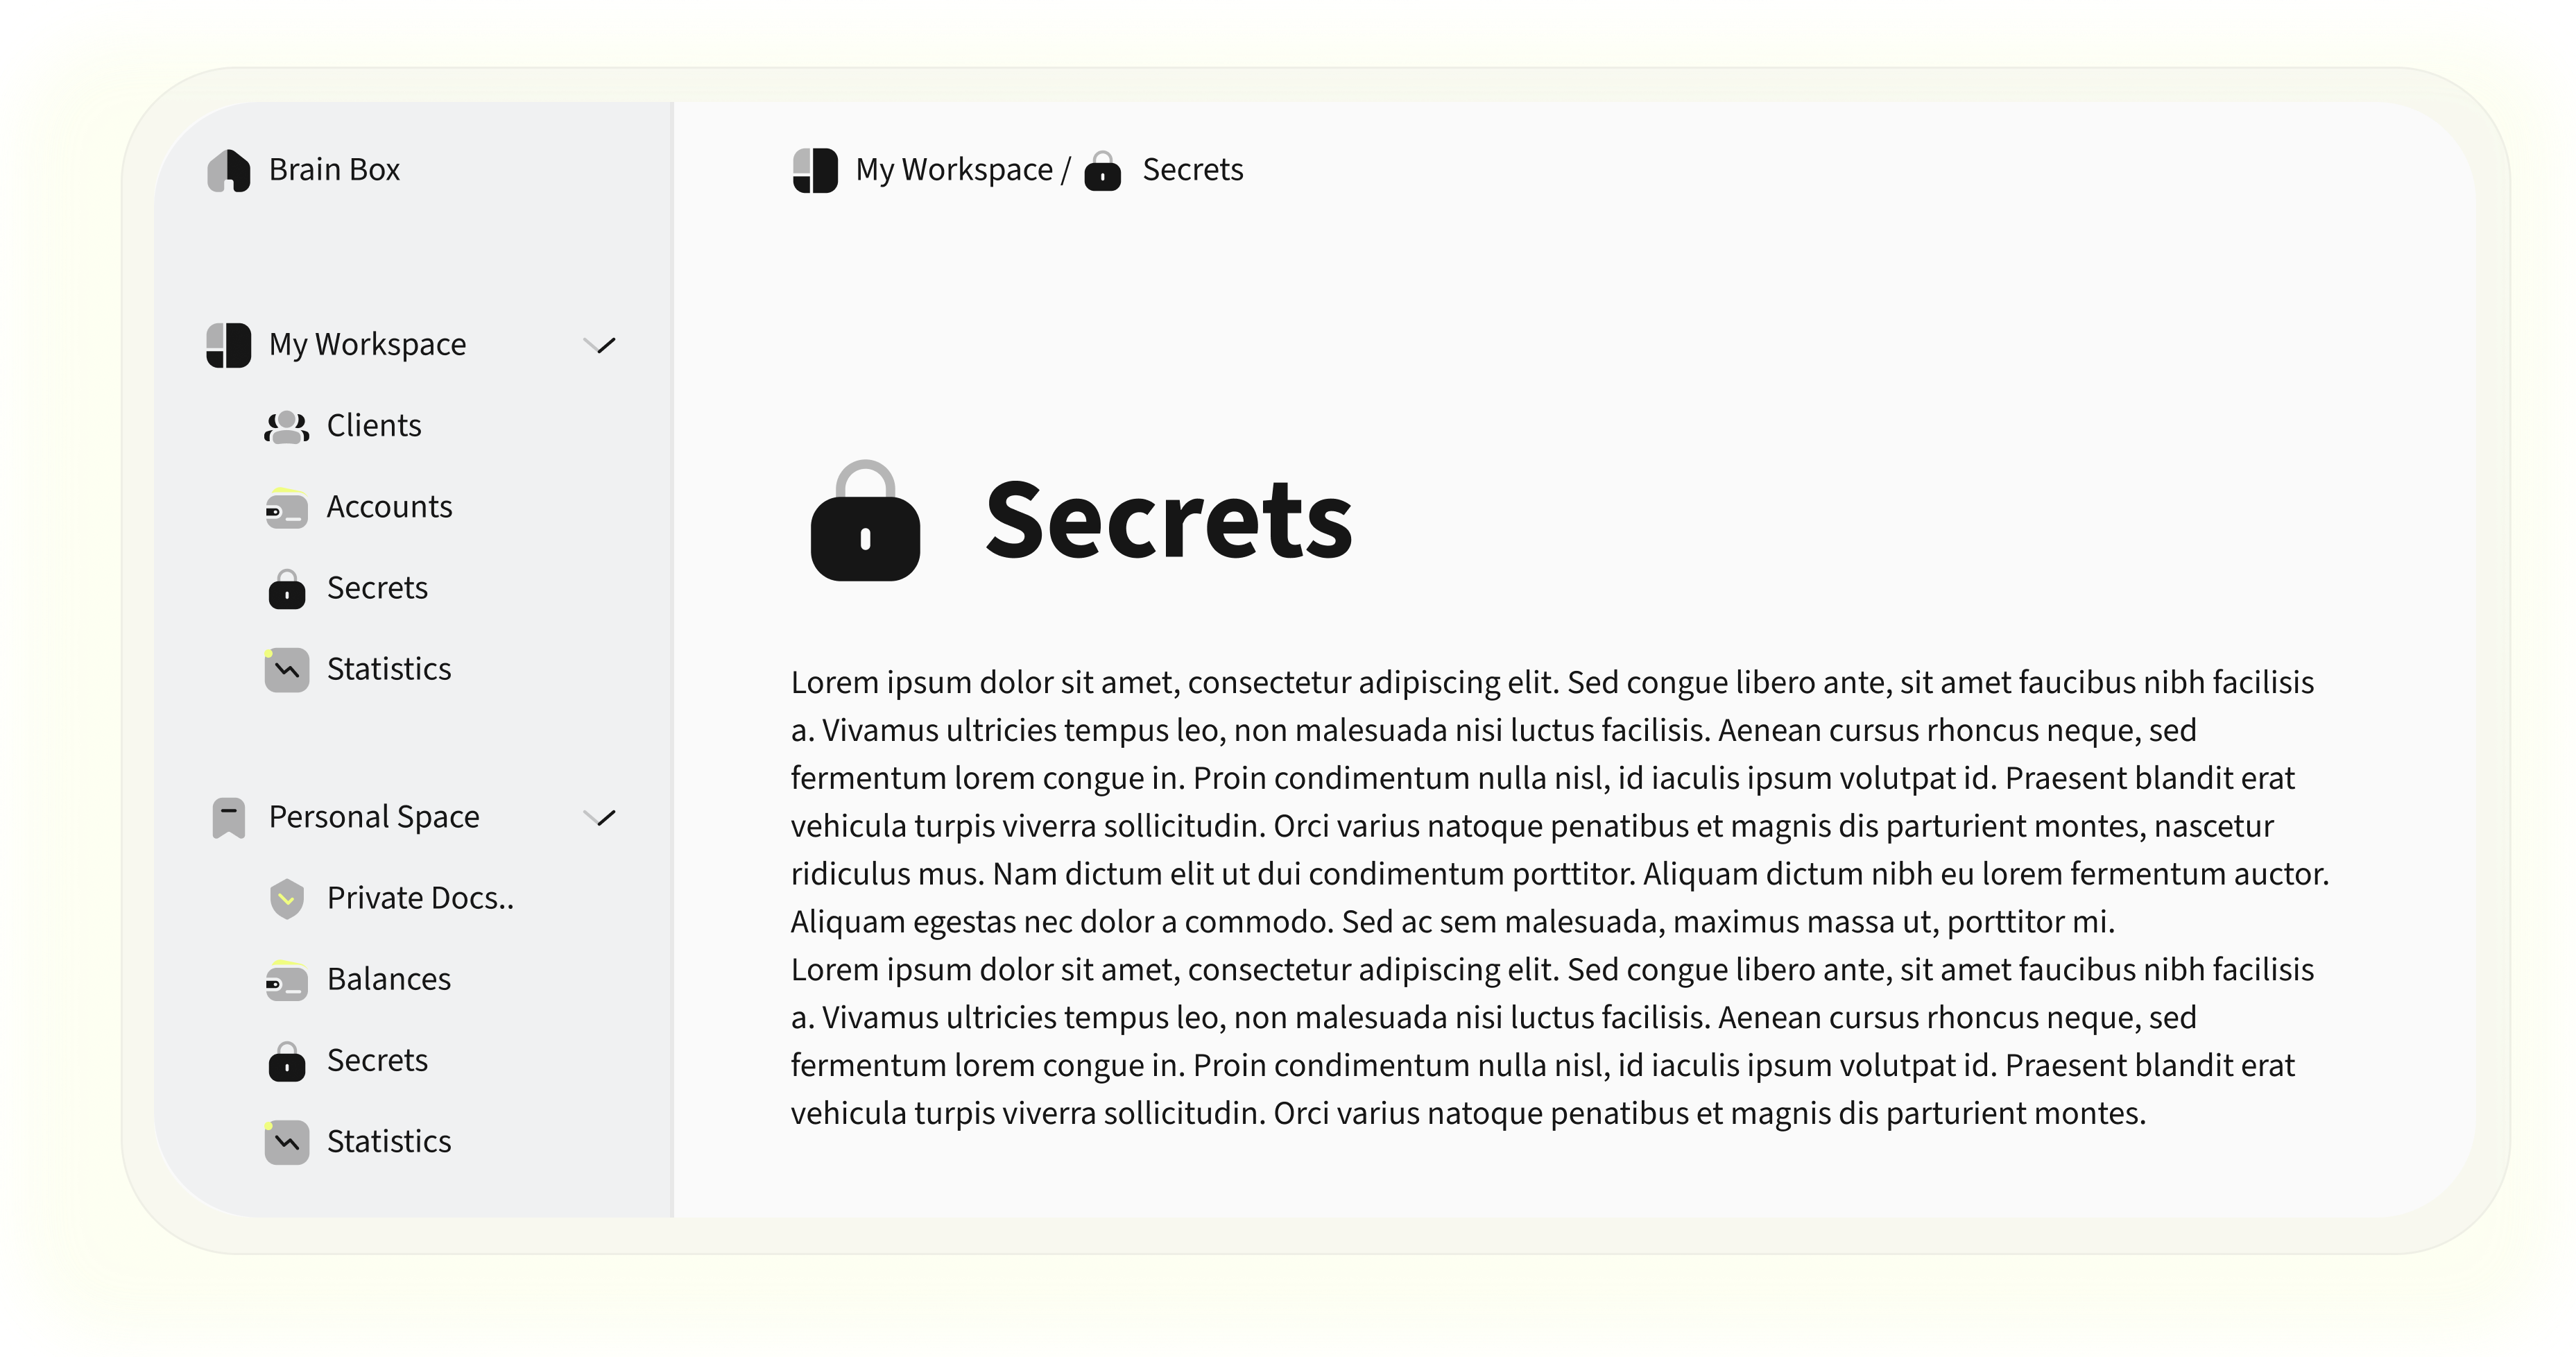 Brain Box
My Workspace
Clients
Accounts
Secrets
Statistics
Personal Space
Private Docs..
Balances
Secrets
Statistics
My Workspace / Secrets
Secrets
Lorem ipsum dolor sit amet, consectetur adipiscing elit. Sed congue libero ante, sit amet faucibus nibh facilisis
a. Vivamus ultricies tempus leo, non malesuada nisi luctus facilisis. Aenean cursus rhoncus neque, sed
fermentum lorem congue in. Proin condimentum nulla nisl, id iaculis ipsum volutpat id. Praesent blandit erat
vehicula turpis viverra sollicitudin. Orci varius natoque penatibus et magnis dis parturient montes, nascetur
ridiculus mus. Nam dictum elit ut dui condimentum porttitor. Aliquam dictum nibh eu lorem fermentum auctor.
Aliquam egestas nec dolor a commodo. Sed ac sem malesuada, maximus massa ut, porttitor mi.
Lorem ipsum dolor sit amet, consectetur adipiscing elit. Sed congue libero ante, sit amet faucibus nibh facilisis
a. Vivamus ultricies tempus leo, non malesuada nisi luctus facilisis. Aenean cursus rhoncus neque, sed
fermentum lorem congue in. Proin condimentum nulla nisl, id iaculis ipsum volutpat id. Praesent blandit erat
vehicula turpis viverra sollicitudin. Orci varius natoque penatibus et magnis dis parturient montes.